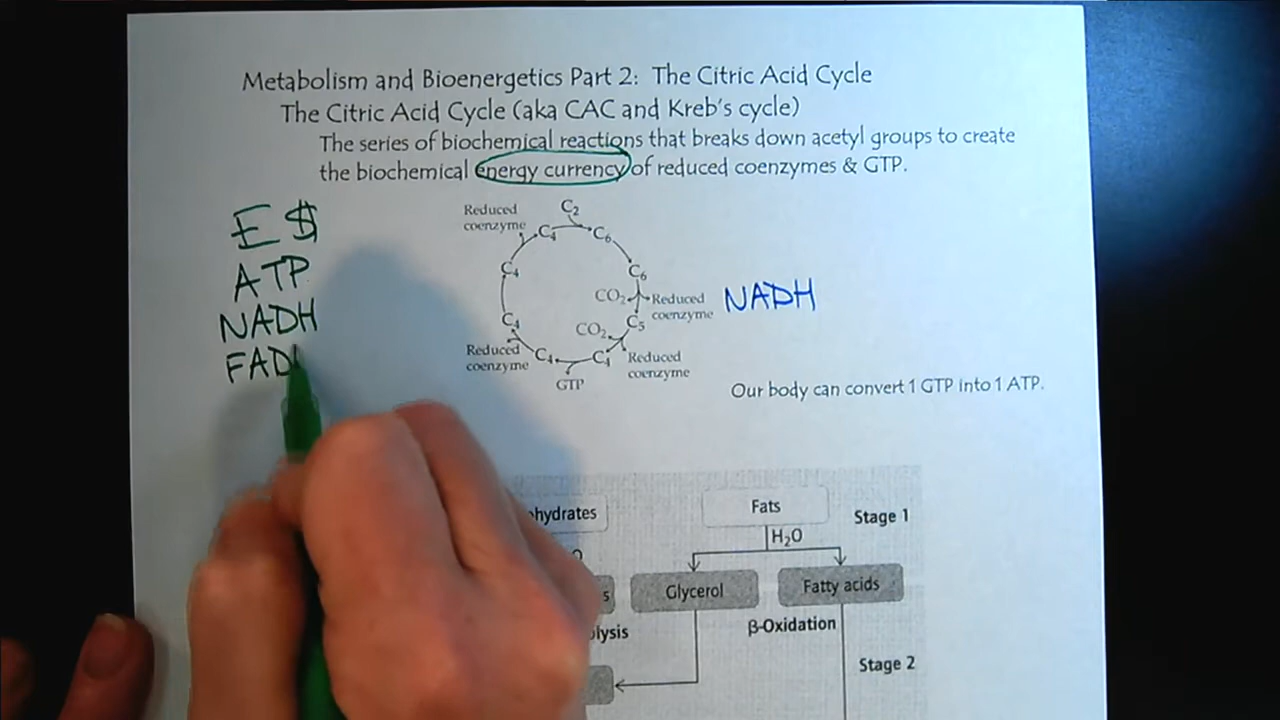 Metabolism and Bioenergetics Part 2: The Citric Acid Cycle
The Citric Acid Cycle (aka CAC and Kreb's cycle)
The series of biochemical reactions that breaks down acetyl groups to create
the biochemical energy currency of reduced coenzymes & GTP.
E $
ATP
NADH
FAD
Reduced
coenzyme
C2
C4
C6
C4
C6
CO2
Reduced
coenzyme
NADH
C4
C5
CO2
Reduced
coenzyme
C4
C4
Reduced
coenzyme
GTP
Our body can convert 1 GTP into 1 ATP.
Fats
Stage 1
H2O
Glycerol
Fatty acids
β-Oxidation
Stage 2